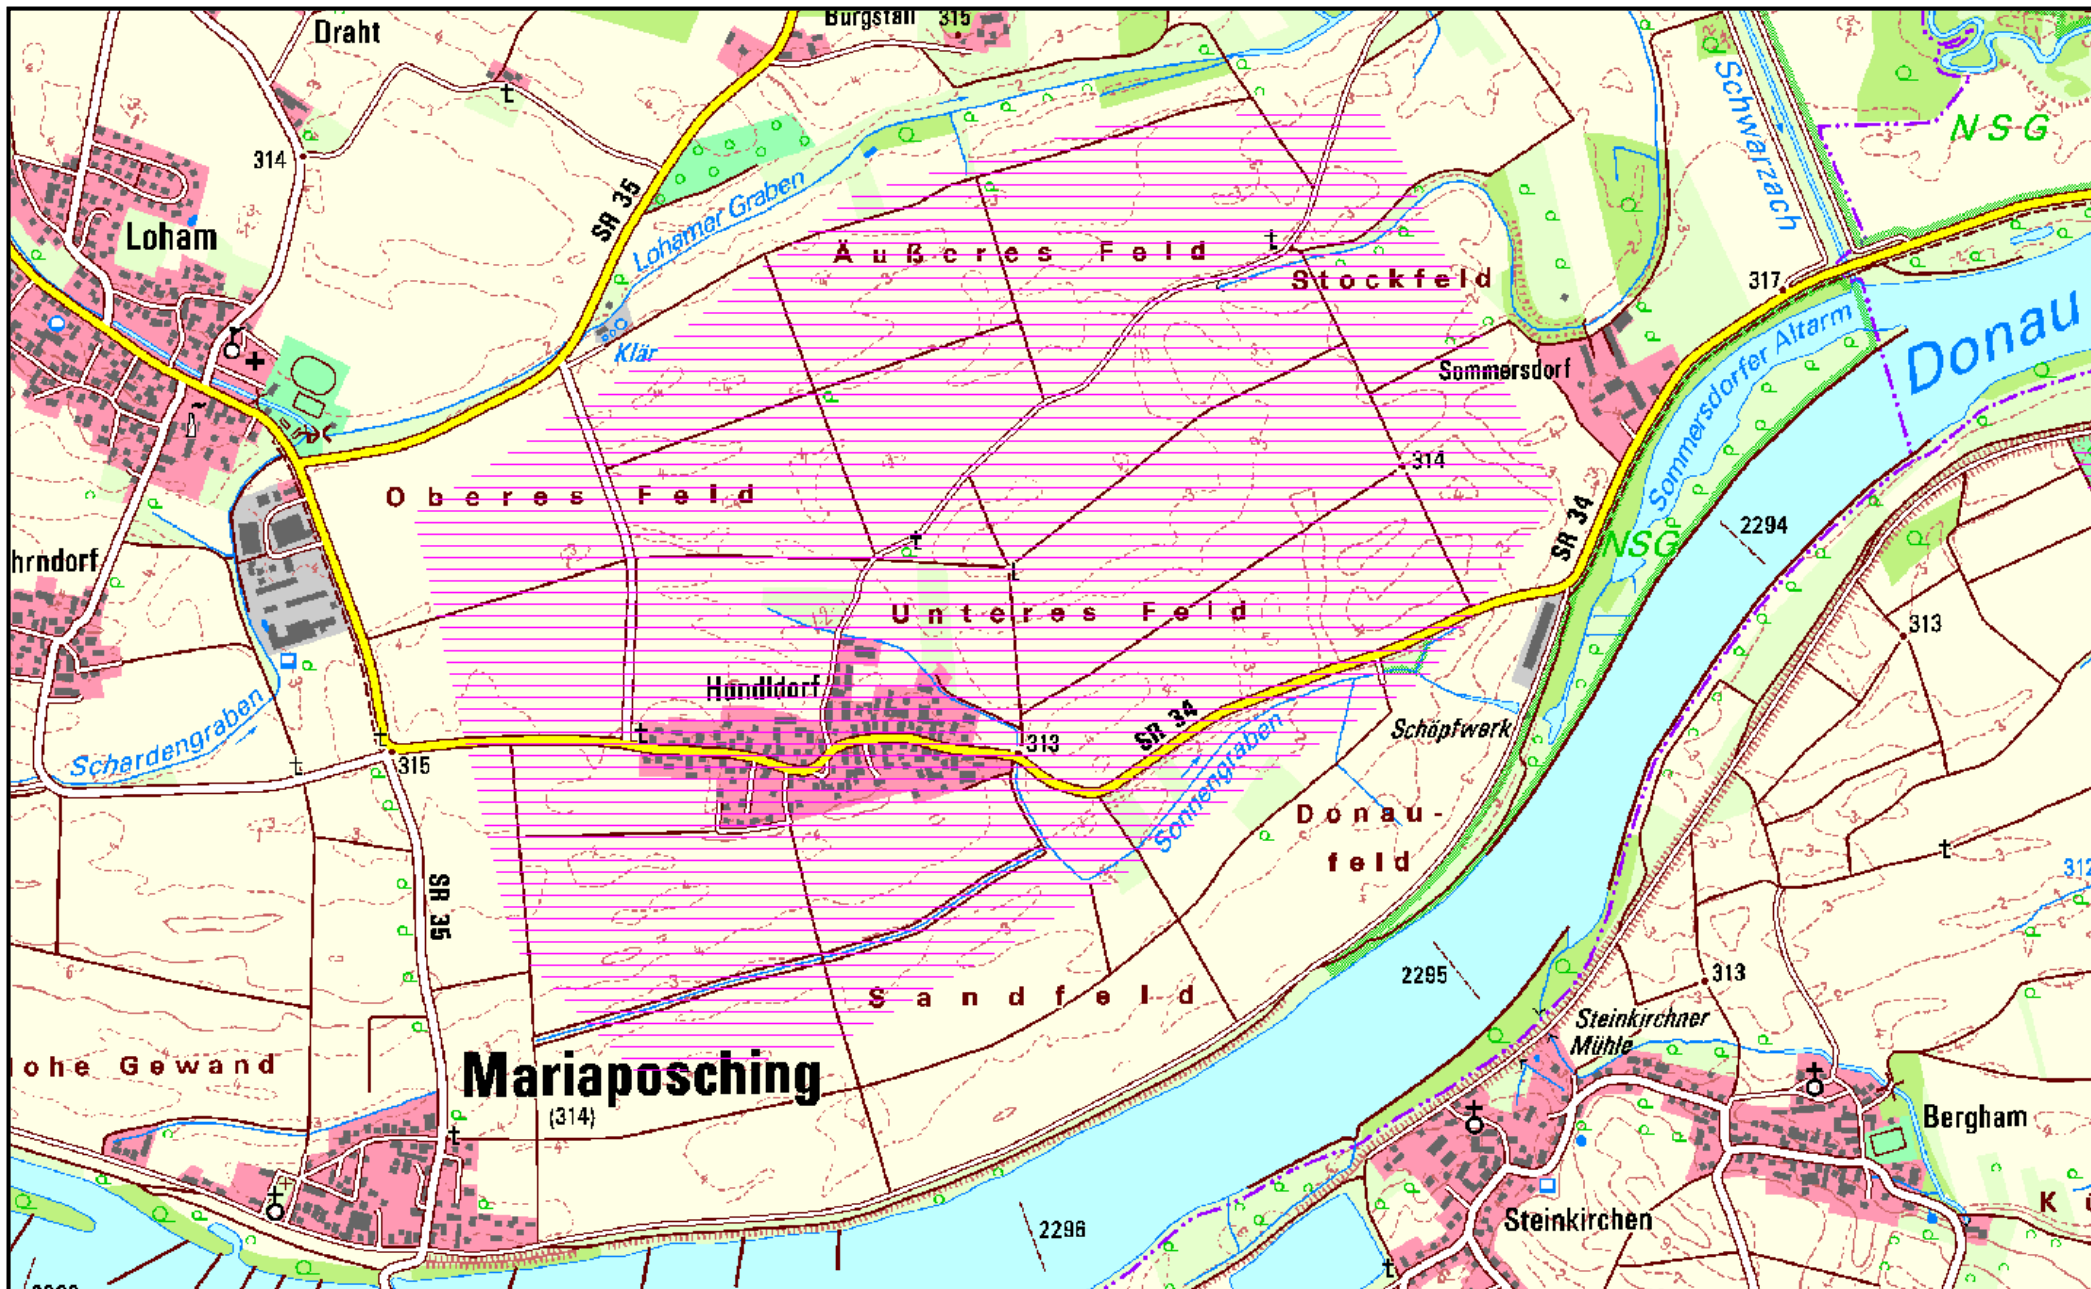 Draht
Burgstall
315
Schwarzach
NSG
314
Loham
SR 35
Lohamer Graben
Äußeres Feld
Stockfeld
317
Donau
Klär
Sommersdorf
Sommersdorfer Altarm
314
Oberes Feld
SR 34
NSG
2294
hrndorf
Unteres Feld
313
Hundldorf
SR 34
Schöpfwerk
Schardengraben
315
313
Sonnengraben
Donau-
feld
SR 35
312
2295
313
Sandfeld
Steinkirchner
Mühle
ohe Gewand
Mariaposching
(314)
Bergham
Steinkirchen
2296